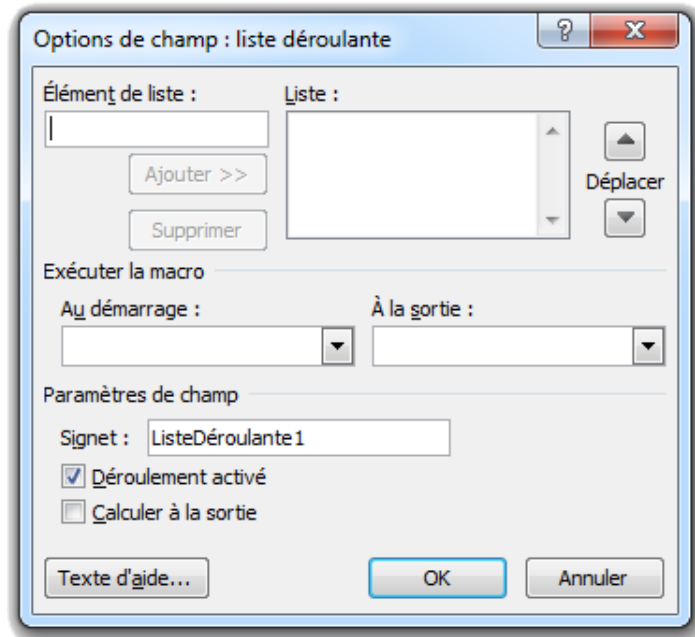 Options de champ : liste déroulante
Élément de liste :
Liste :
Ajouter >>
Supprimer
Déplacer
Exécuter la macro
Au démarrage :
À la sortie :
Paramètres de champ
Signet :
ListeDéroulante1
Déroulement activé
Calculer à la sortie
Texte d'aide...
OK
Annuler